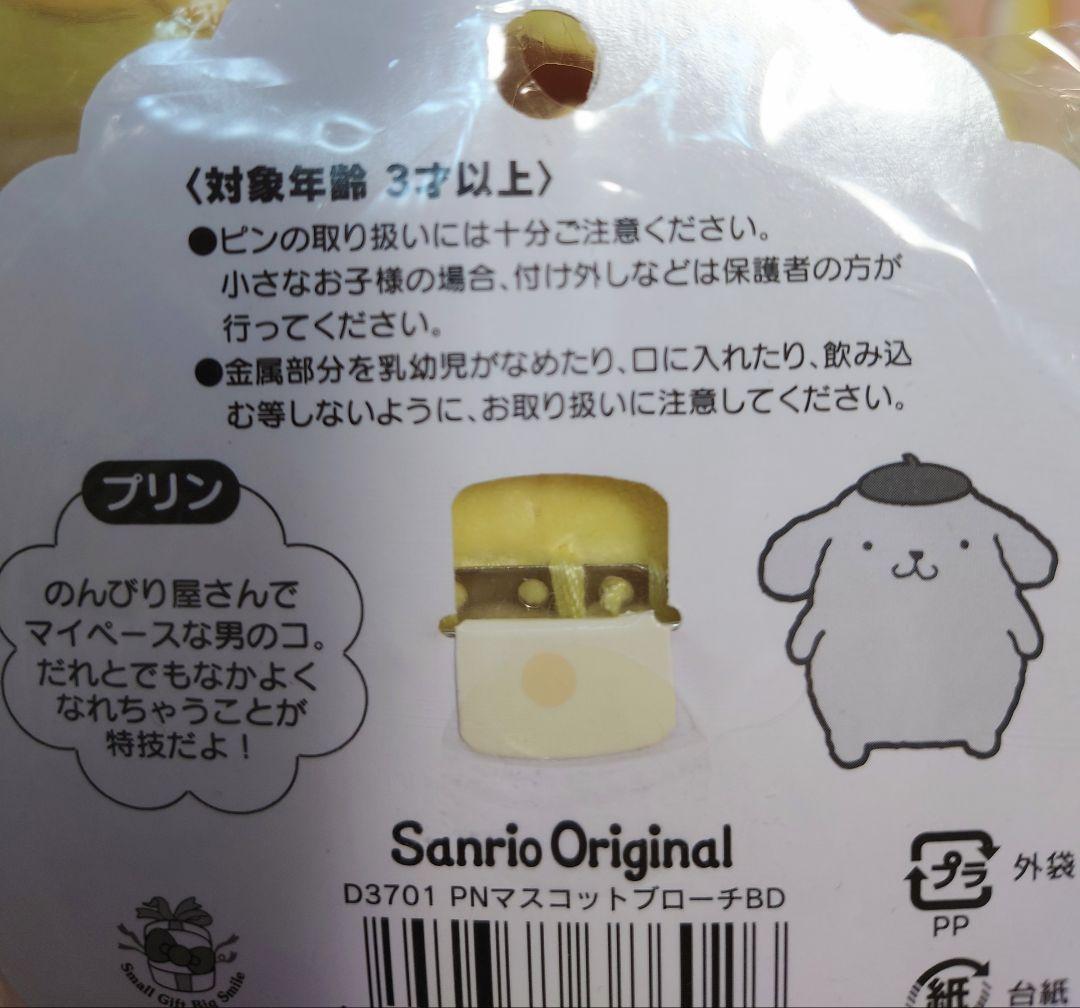 〈対象年齢 3才以上〉
●ピンの取り扱いには十分ご注意ください。
小さなお子様の場合、付け外しなどは保護者の方が
行ってください。
●金属部分を乳幼児がなめたり、口に入れたり、飲み込
む等しないように、お取り扱いに注意してください。
プリン
のんびり屋さんで
マイペースな男のコ。
だれとでもなかよく
なれちゃうことが
特技だよ!
Sanrio Original
D3701 PNマスコットブローチBD
Small Gift Big Smile
プラ 外袋
PP
紙 台紙